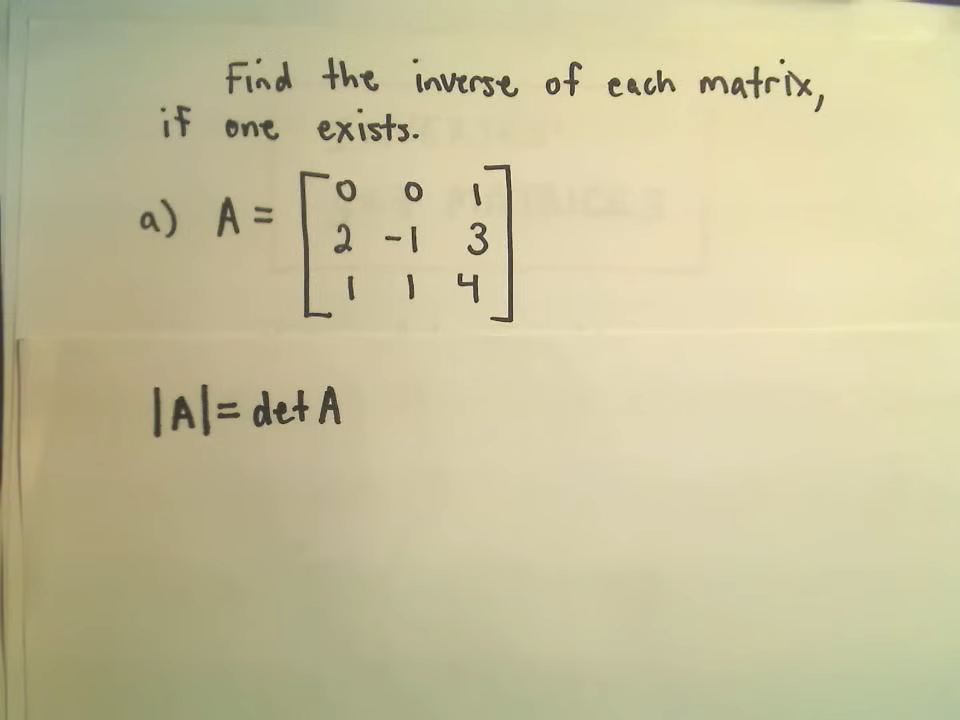 Find the inverse of each matrix,
if one exists.
a) A = [0 0 1
2 -1 3
1 1 4]
|A| = det A